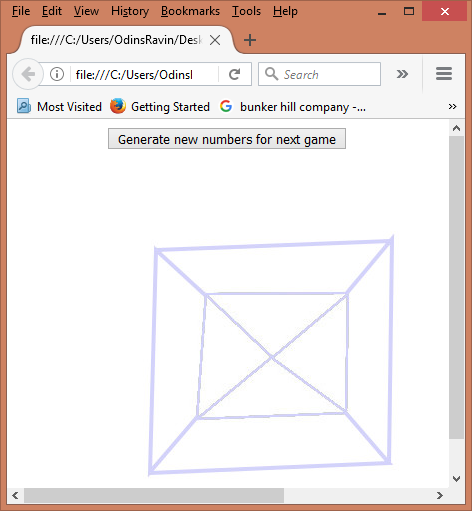 File Edit View History Bookmarks Tools Help
file:///C:/Users/OdinsRavin/Desk
file:///C:/Users/Odinsl Search
Most Visited Getting Started bunker hill company -...
Generate new numbers for next game